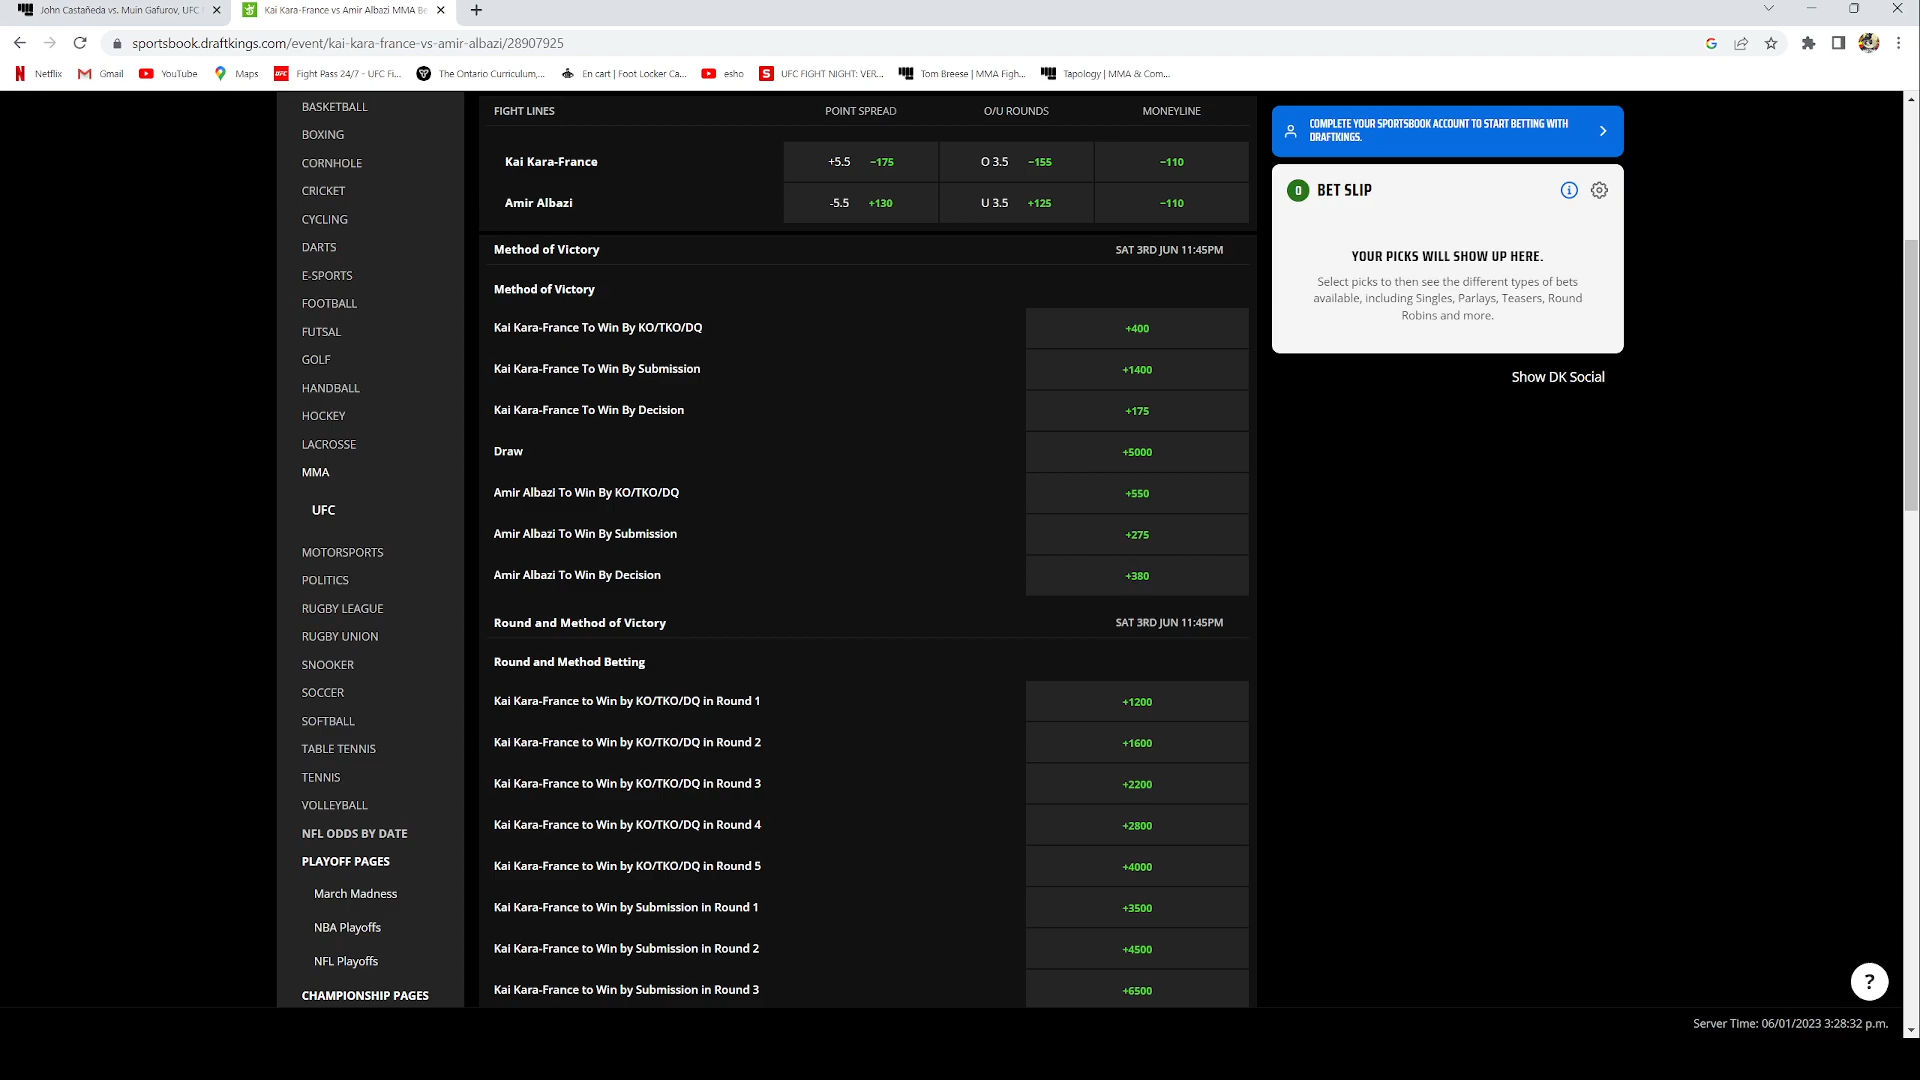 John Castañeda vs. Muin Gafurov, UFC
Kai Kara-France vs Amir Albazi MMA Be
sportsbook.draftkings.com/event/kai-kara-france-vs-amir-albazi/28907925
Netflix Gmail YouTube Maps Fight Pass 24/7 - UFC Fi... The Ontario Curriculum,... En cart | Foot Locker Ca... esho UFC FIGHT NIGHT: VER... Tom Breese | MMA Figh... Tapology | MMA & Com...
BASKETBALL
BOXING
CORNHOLE
CRICKET
CYCLING
DARTS
E-SPORTS
FOOTBALL
FUTSAL
GOLF
HANDBALL
HOCKEY
LACROSSE
MMA
UFC
MOTORSPORTS
POLITICS
RUGBY LEAGUE
RUGBY UNION
SNOOKER
SOCCER
SOFTBALL
TABLE TENNIS
TENNIS
VOLLEYBALL
NFL ODDS BY DATE
PLAYOFF PAGES
March Madness
NBA Playoffs
NFL Playoffs
CHAMPIONSHIP PAGES
FIGHT LINES POINT SPREAD O/U ROUNDS MONEYLINE
Kai Kara-France +5.5 −175 O 3.5 −155 −110
Amir Albazi -5.5 +130 U 3.5 +125 −110
Method of Victory SAT 3RD JUN 11:45PM
Method of Victory
Kai Kara-France To Win By KO/TKO/DQ +400
Kai Kara-France To Win By Submission +1400
Kai Kara-France To Win By Decision +175
Draw +5000
Amir Albazi To Win By KO/TKO/DQ +550
Amir Albazi To Win By Submission +275
Amir Albazi To Win By Decision +380
Round and Method of Victory SAT 3RD JUN 11:45PM
Round and Method Betting
Kai Kara-France to Win by KO/TKO/DQ in Round 1 +1200
Kai Kara-France to Win by KO/TKO/DQ in Round 2 +1600
Kai Kara-France to Win by KO/TKO/DQ in Round 3 +2200
Kai Kara-France to Win by KO/TKO/DQ in Round 4 +2800
Kai Kara-France to Win by KO/TKO/DQ in Round 5 +4000
Kai Kara-France to Win by Submission in Round 1 +3500
Kai Kara-France to Win by Submission in Round 2 +4500
Kai Kara-France to Win by Submission in Round 3 +6500
COMPLETE YOUR SPORTSBOOK ACCOUNT TO START BETTING WITH
DRAFTKINGS.
0 BET SLIP
YOUR PICKS WILL SHOW UP HERE.
Select picks to then see the different types of bets
available, including Singles, Parlays, Teasers, Round
Robins and more.
Show DK Social
?
Server Time: 06/01/2023 3:28:32 p.m.